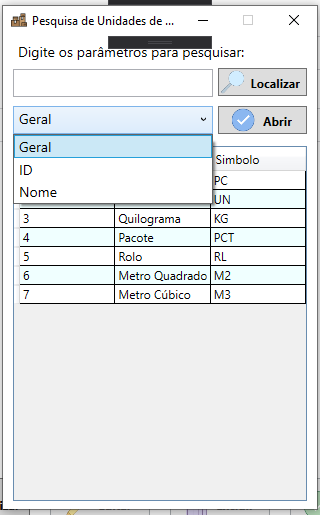 Pesquisa de Unidades de ...
Digite os parâmetros para pesquisar:
Localizar
Geral
Abrir
Geral
ID
Nome
Simbolo
PC
UN
3 Quilograma KG
4 Pacote PCT
5 Rolo RL
6 Metro Quadrado M2
7 Metro Cúbico M3